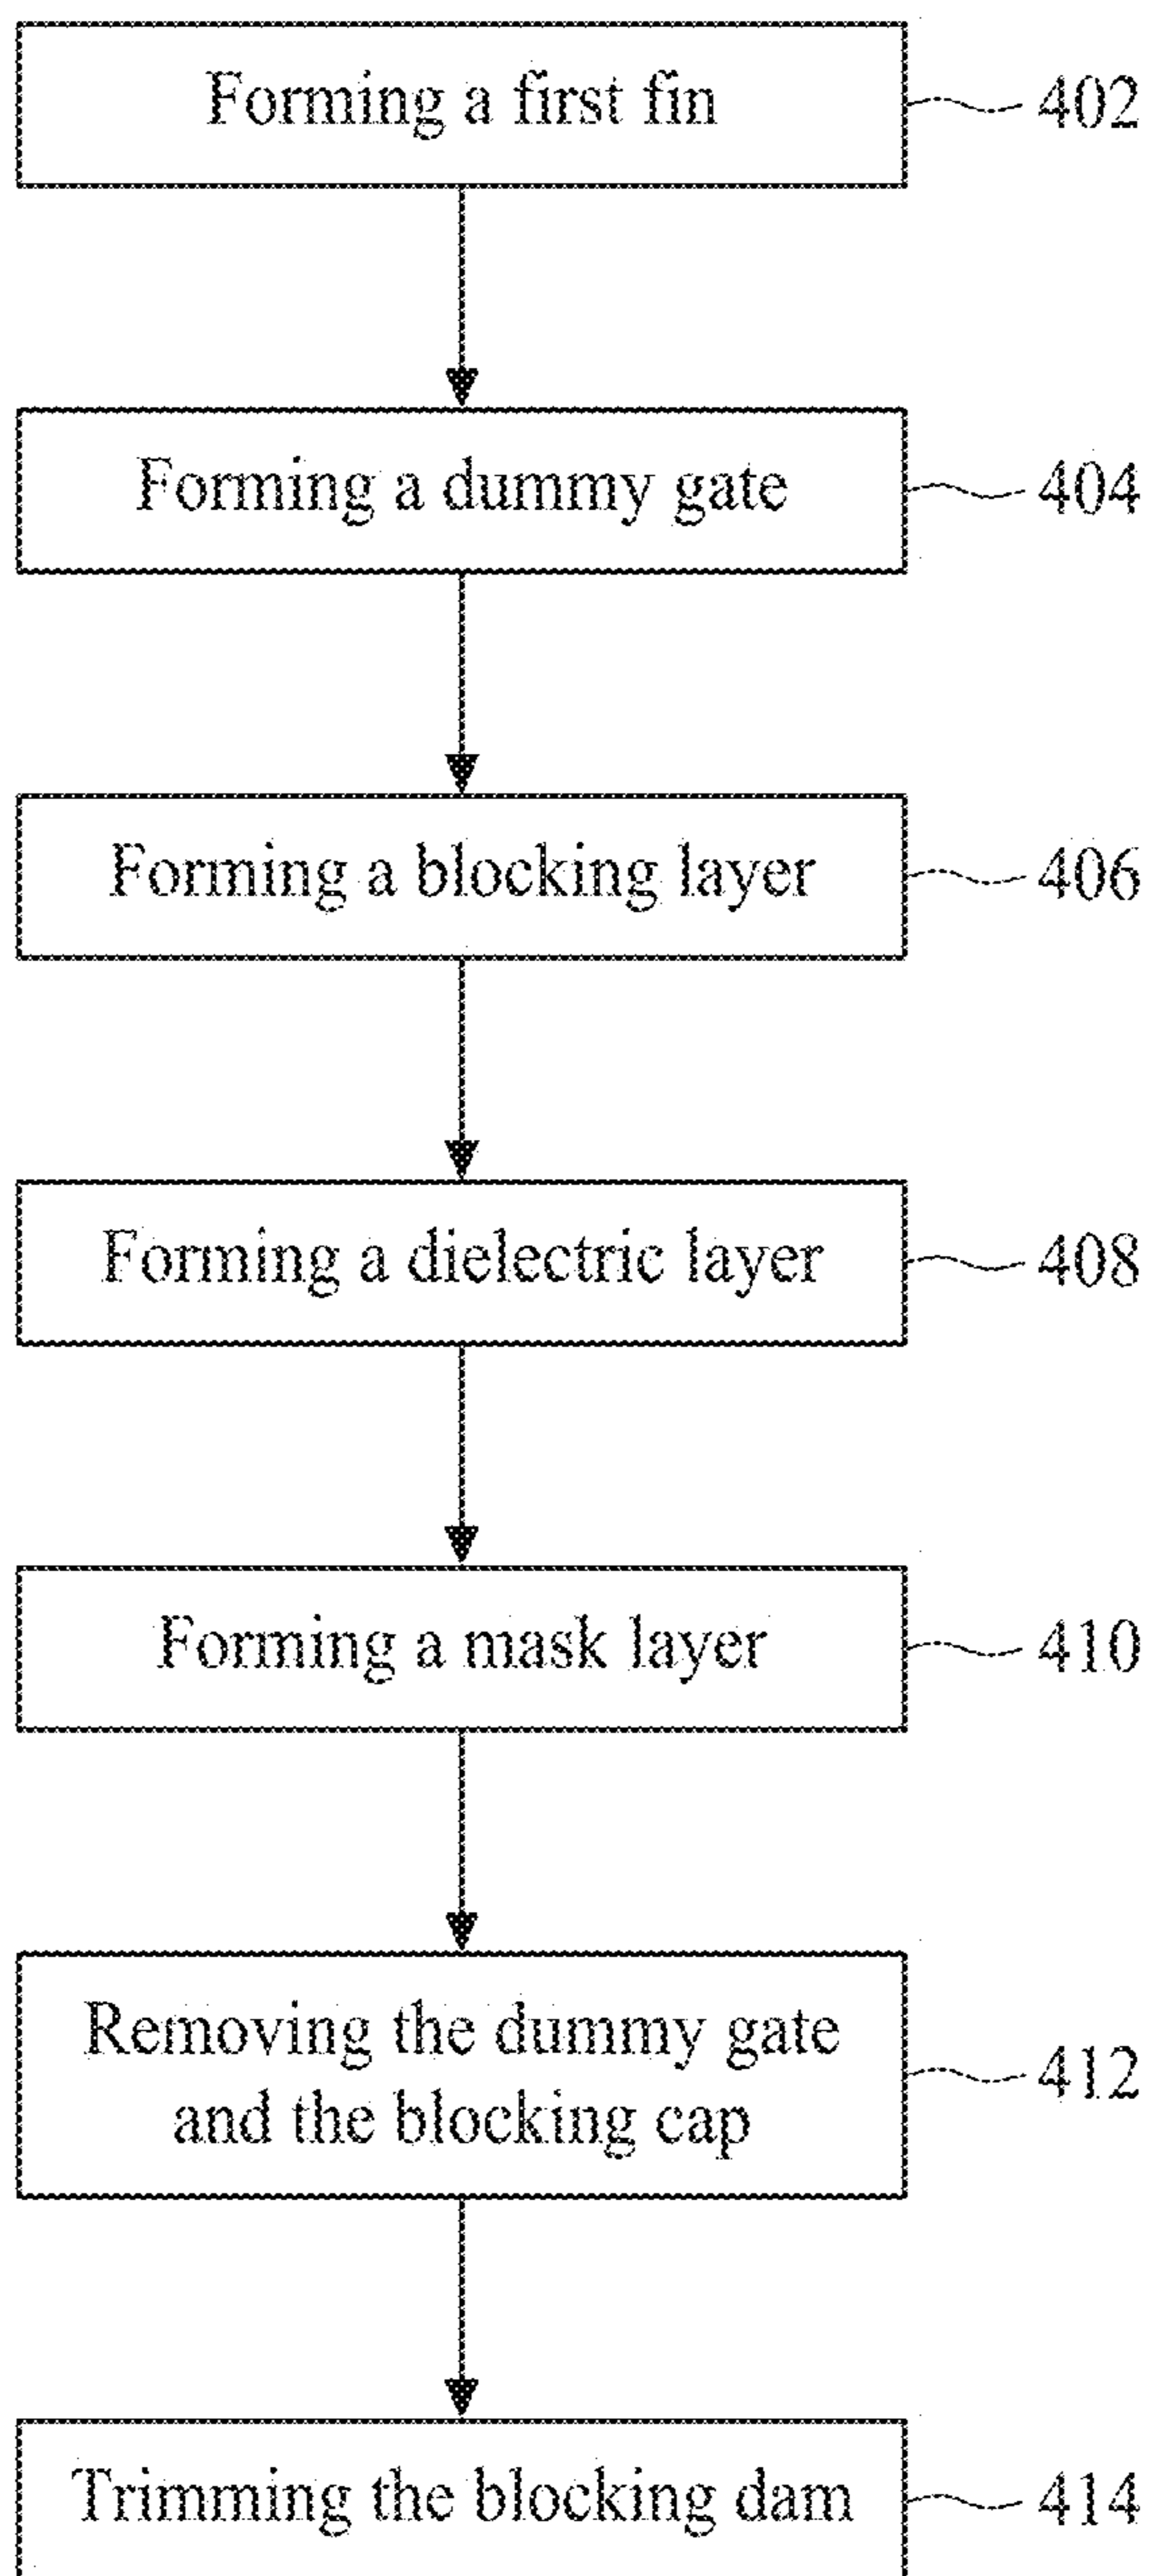 Forming a first fin
402
Forming a dummy gate
404
Forming a blocking layer
406
Forming a dielectric layer
408
Forming a mask layer
410
Removing the dummy gate
and the blocking cap
412
Trimming the blocking dam
414